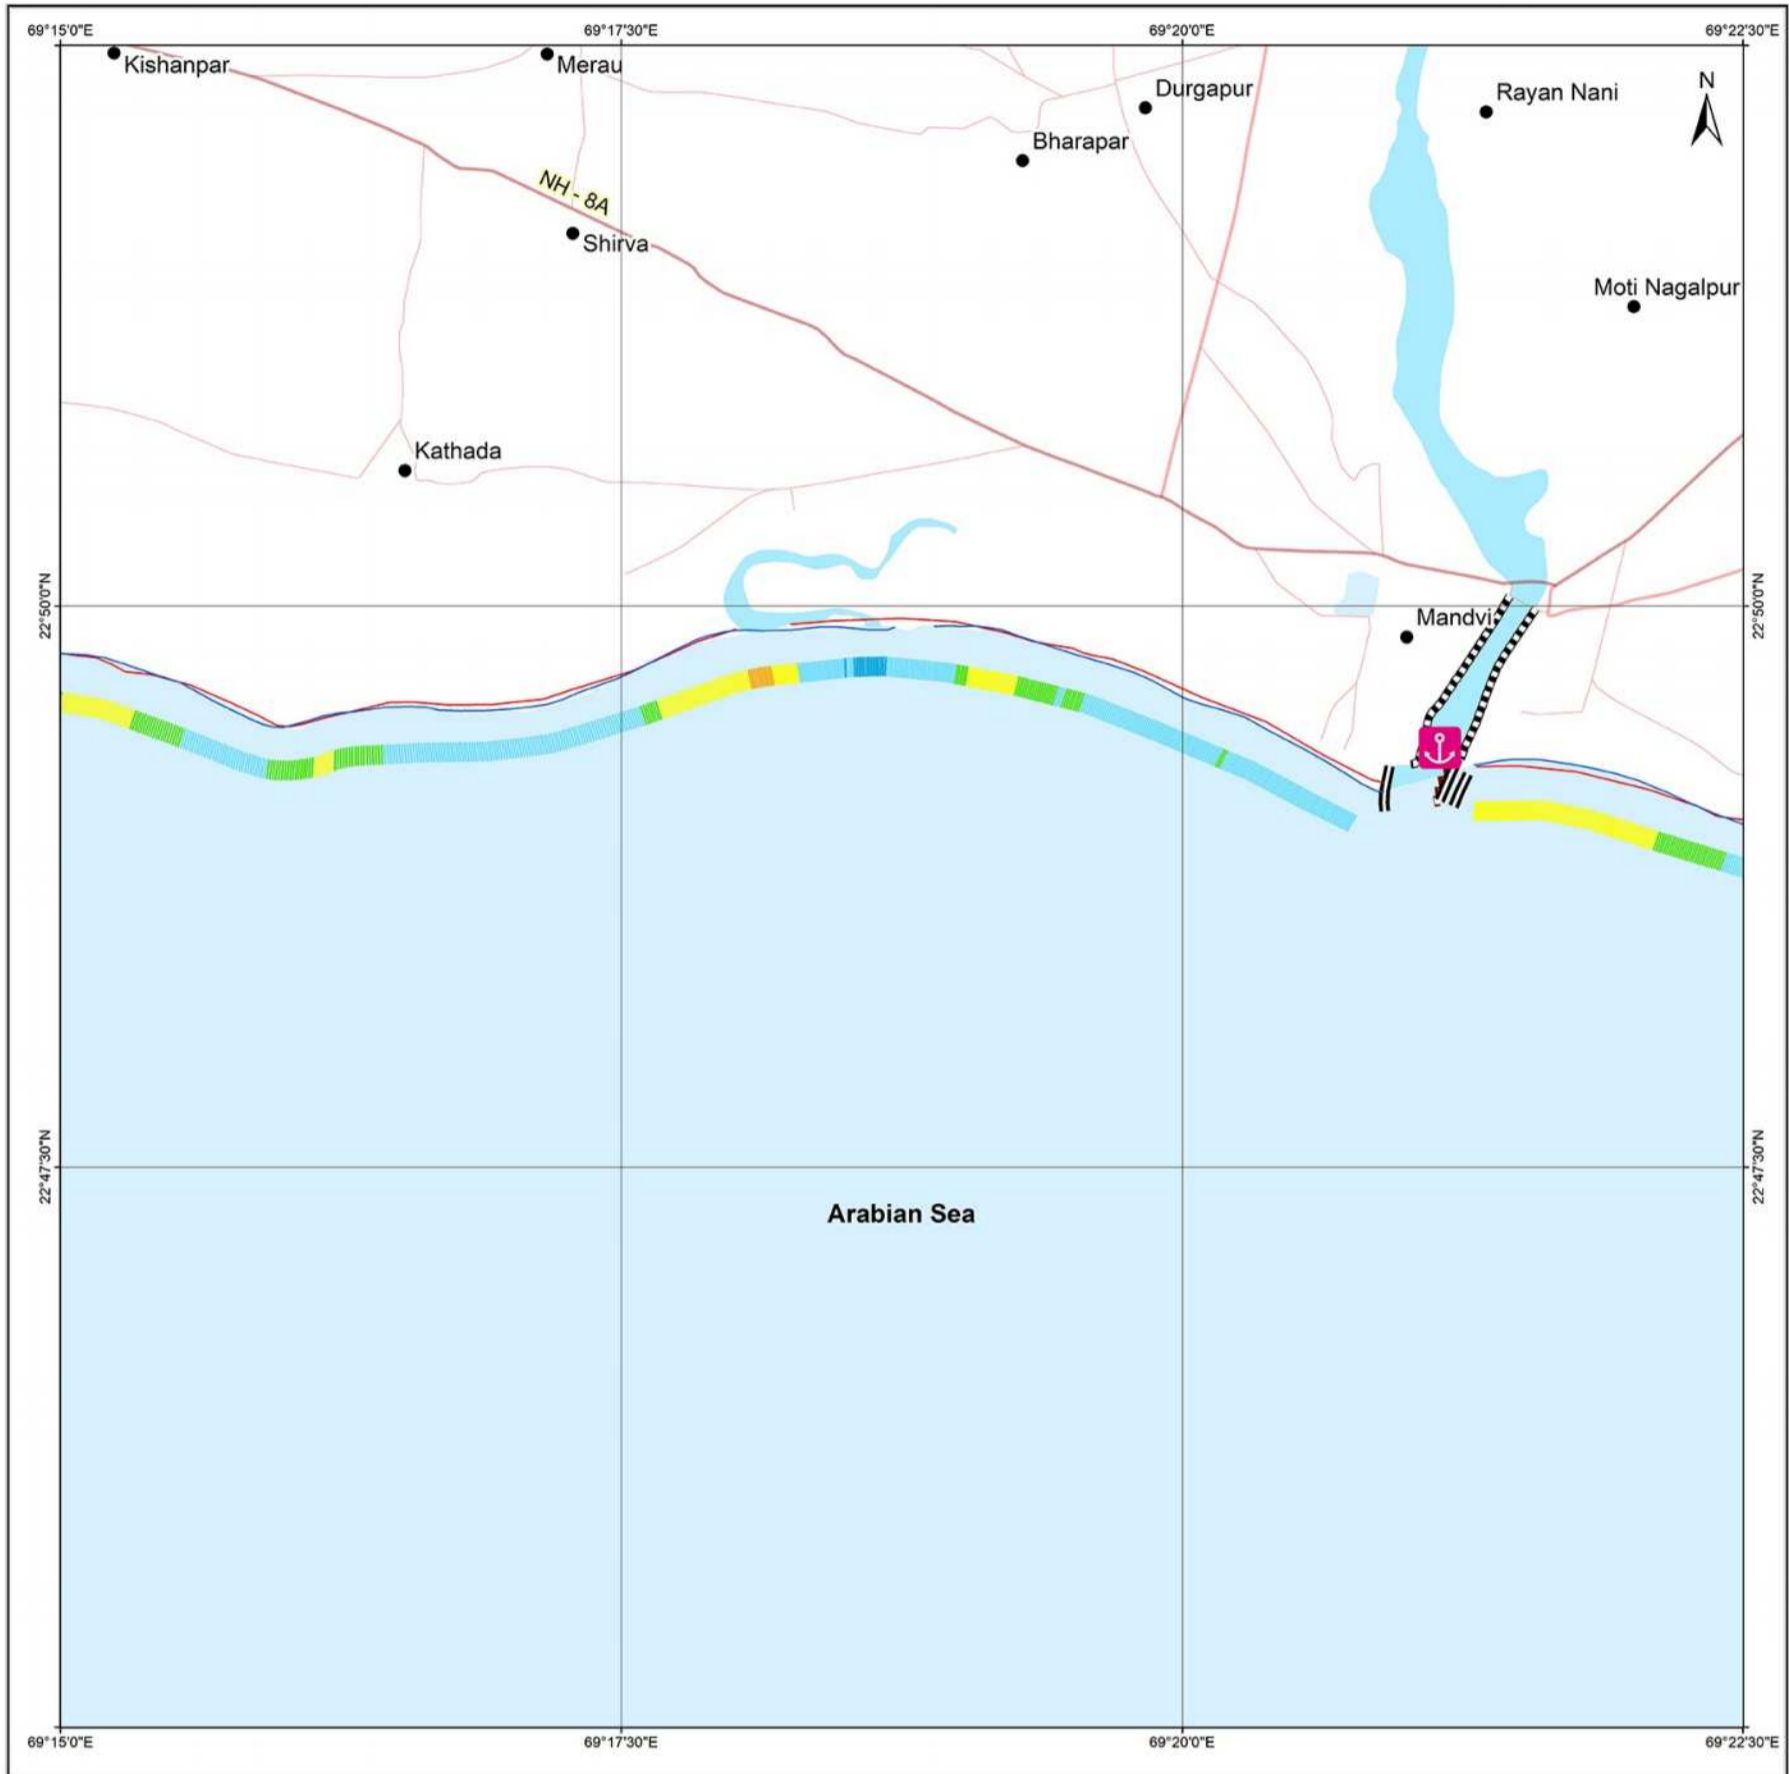 69°15'0"E
69°17'30"E
69°20'0"E
69°22'30"E
Kishanpar
Merau
Durgapur
Rayan Nani
N
Bharapar
NH - 8A
Shirva
Moti Nagalpur
Kathada
22°50'0"N
22°50'0"N
Mandvi
22°47'30"N
22°47'30"N
Arabian Sea
69°15'0"E
69°17'30"E
69°20'0"E
69°22'30"E